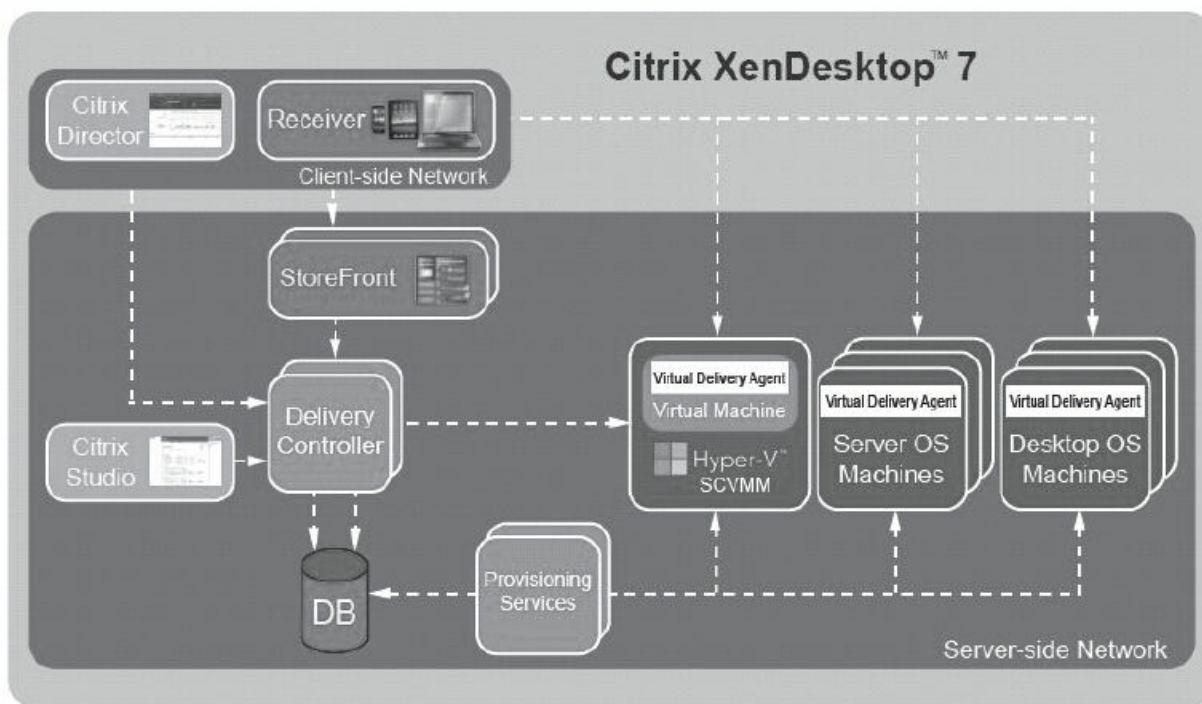 Citrix XenDesktop™ 7
Citrix
Director
Receiver
Client-side Network
StoreFront
Delivery
Controller
Citrix
Studio
DB
Provisioning
Services
Virtual Delivery Agent
Virtual Machine
Hyper-V™
SCVMM
Virtual Delivery Agent
Server OS
Machines
Virtual Delivery Agent
Desktop OS
Machines
Server-side Network